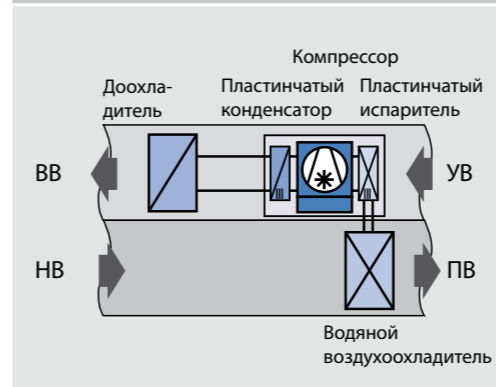 Компрессор
Доохла-
дитель
Пластинчатый
конденсатор
Пластинчатый
испаритель
ВВ
УВ
НВ
ПВ
Водяной
воздухоохладитель